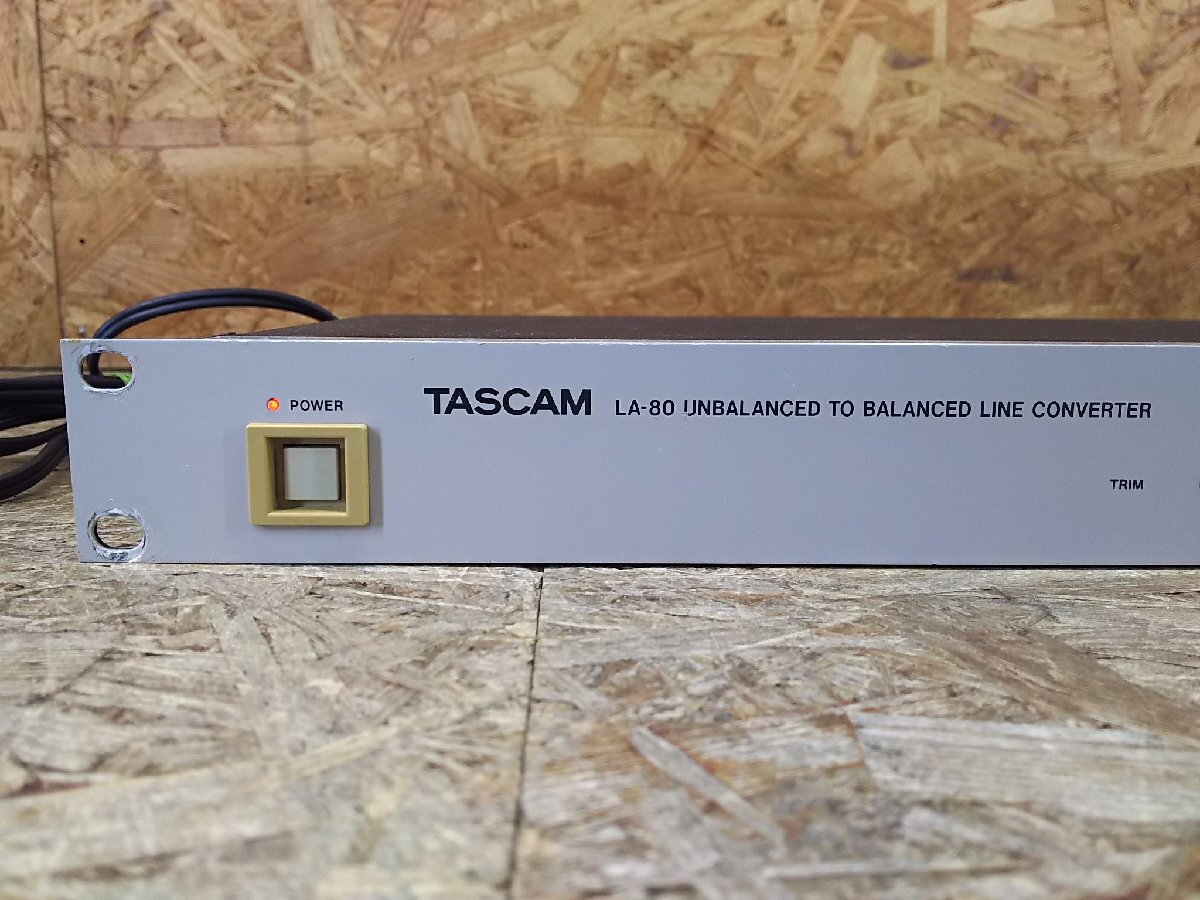 POWER
TASCAM LA-80 UNBALANCED TO BALANCED LINE CONVERTER
TRIM